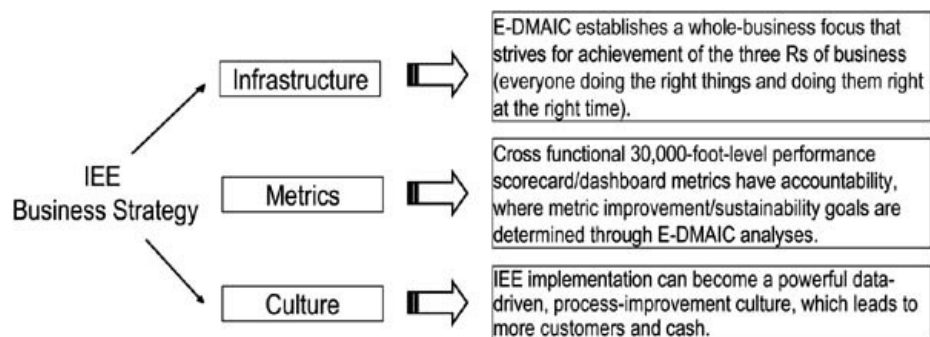 IEE
Business Strategy
Infrastructure
E-DMAIC establishes a whole-business focus that
strives for achievement of the three Rs of business
(everyone doing the right things and doing them right
at the right time).
Metrics
Cross functional 30,000-foot-level performance
scorecard/dashboard metrics have accountability,
where metric improvement/sustainability goals are
determined through E-DMAIC analyses.
Culture
IEE implementation can become a powerful data-
driven, process-improvement culture, which leads to
more customers and cash.